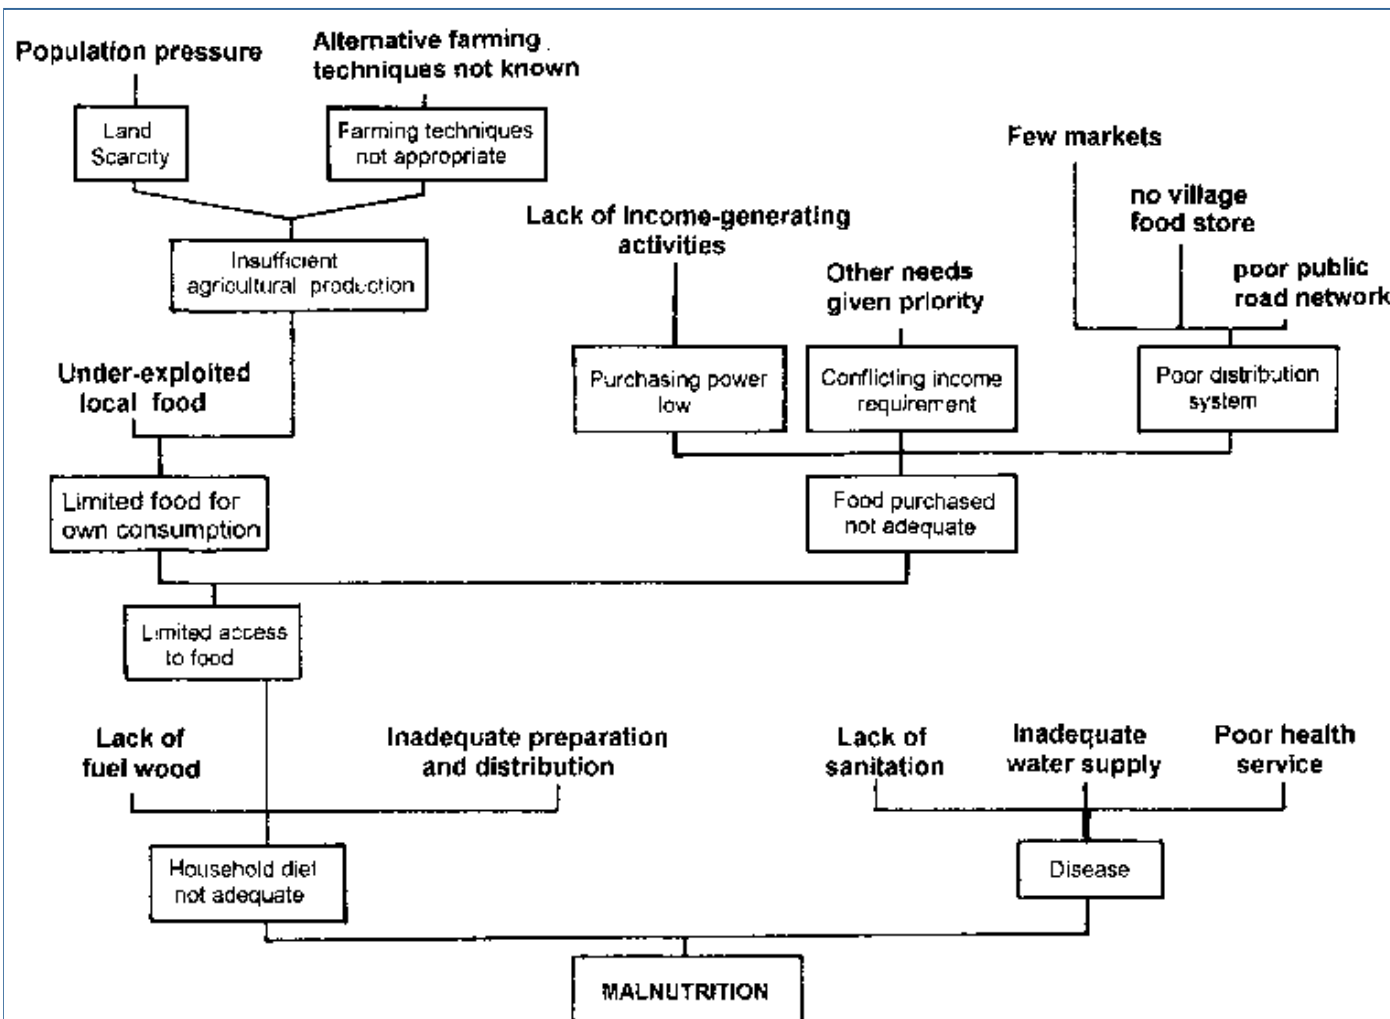 Population pressure
Alternative farming
techniques not known
Land
Scarcity
Farming techniques
not appropriate
Few markets
no village
food store
Lack of income-generating
activities
Insufficient
agricultural production
Other needs
given priority
poor public
road network
Under-exploited
local food
Purchasing power
low
Conflicting income
requirement
Poor distribution
system
Limited food for
own consumption
Food purchased
not adequate
Limited access
to food
Lack of
fuel wood
Inadequate preparation
and distribution
Lack of
sanitation
Inadequate
water supply
Poor health
service
Household diet
not adequate
Disease
MALNUTRITION